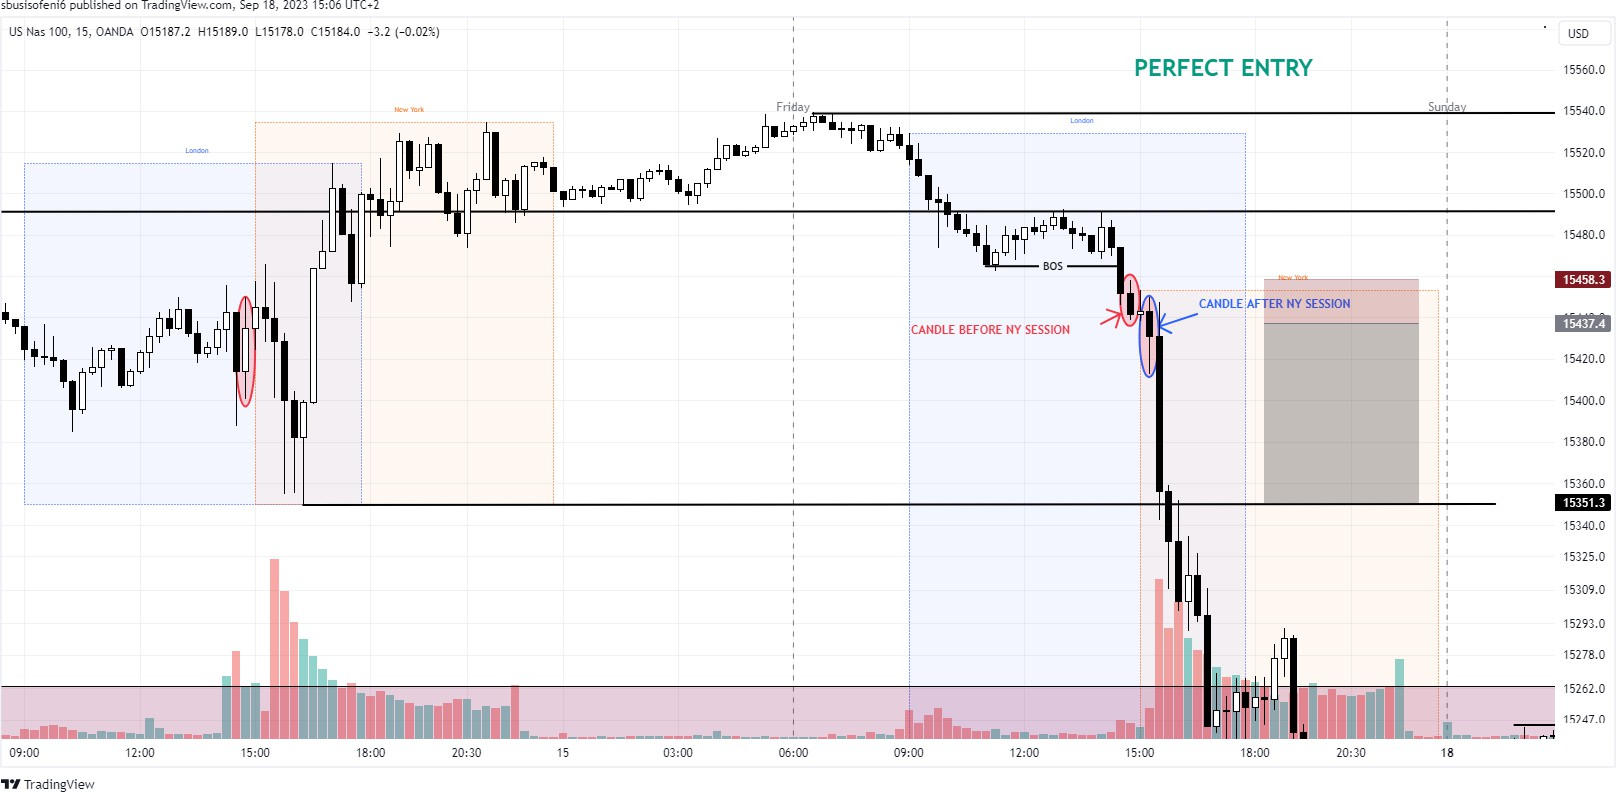 sbusisofeni6 published on TradingView.com, Sep 18, 2023 15:06 UTC+2
US Nas 100, 15, OANDA O15187.2 H15189.0 L15178.0 C15184.0 −3.2 (−0.02%)
USD
PERFECT ENTRY
15560.0
Friday
Sunday
15540.0
New York
London
London
15520.0
15500.0
15480.0
BOS
15458.3
New York
CANDLE AFTER NY SESSION
CANDLE BEFORE NY SESSION
15437.4
15420.0
15400.0
15380.0
15360.0
15351.3
15340.0
15325.0
15309.0
15293.0
15278.0
15262.0
15247.0
09:00 12:00 15:00 18:00 20:30 15 03:00 06:00 09:00 12:00 15:00 18:00 20:30 18
TradingView